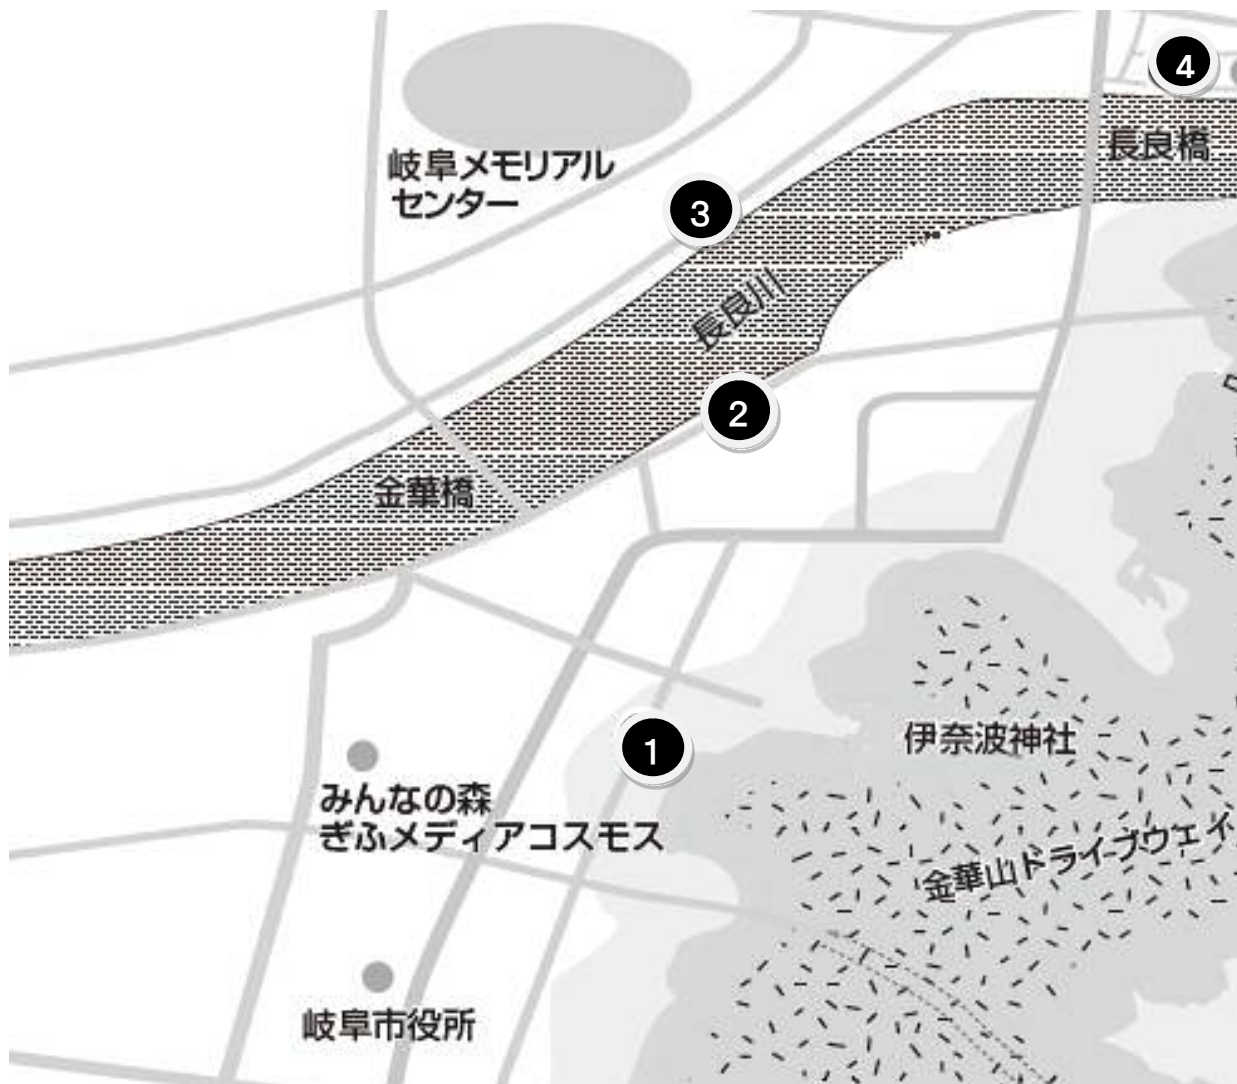 4
長良橋
岐阜メモリアル
センター
3
長良川
2
金華橋
伊奈波神社
1
みんなの森
ぎふメディアコスモス
金華山ドライブウェイ
岐阜市役所